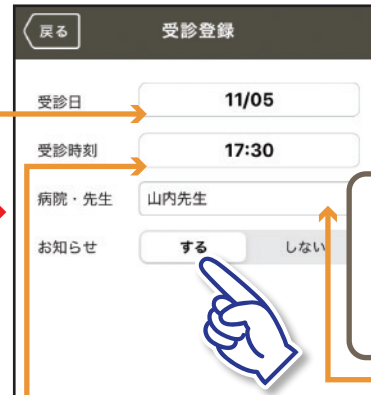 戻る 受診登録
受診日 11/05
受診時刻 17:30
病院・先生 山内先生
お知らせ する しない